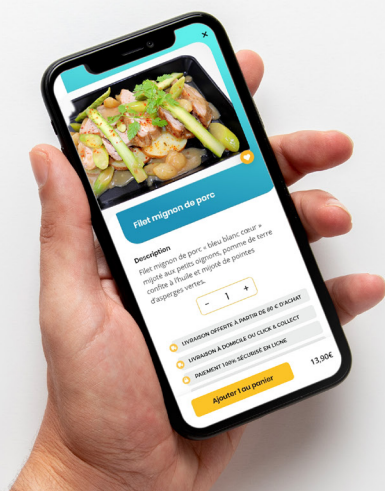 ×
Filet mignon de porc
Description
Filet mignon de porc « bleu blanc cœur »
mijoté aux petits oignons, pomme de terre
confite à l'huile et mijoté de pointes
d'asperges vertes.
- 1 +
LIVRAISON OFFERTE À PARTIR DE 80 € D'ACHAT
LIVRAISON À DOMICILE OU CLICK & COLLECT
PAIEMENT 100% SÉCURISÉ EN LIGNE
13,90€
Ajouter 1 au panier